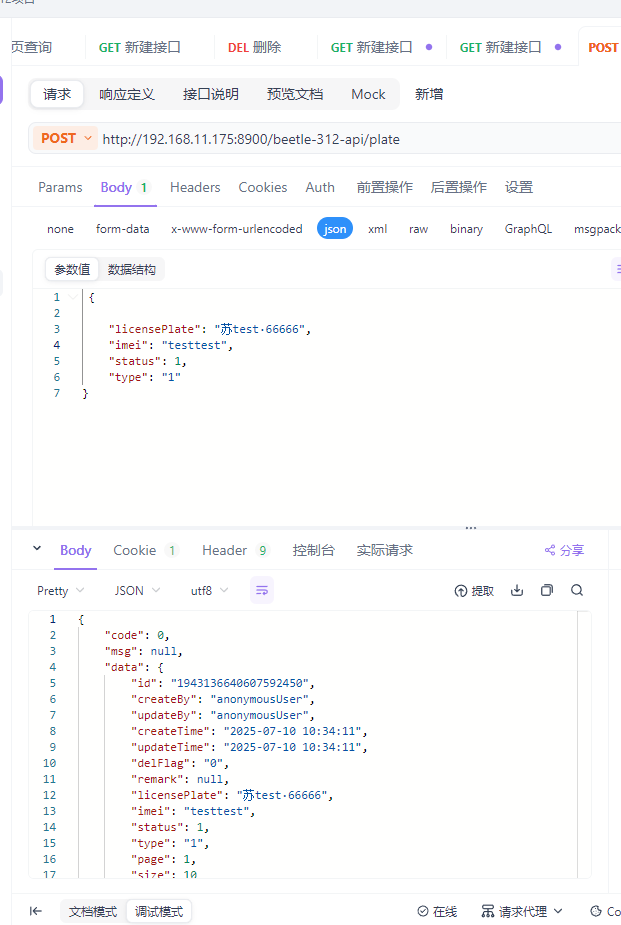 页查询 GET 新建接口 DEL 删除 GET 新建接口 GET 新建接口 POST
请求 响应定义 接口说明 预览文档 Mock 新增
POST http://192.168.11.175:8900/beetle-312-api/plate
Params Body 1 Headers Cookies Auth 前置操作 后置操作 设置
none form-data x-www-form-urlencoded json xml raw binary GraphQL msgpack
参数值 数据结构
1 {
2
3 "licensePlate": "苏test·66666",
4 "imei": "testtest",
5 "status": 1,
6 "type": "1"
7 }
Body Cookie 1 Header 9 控制台 实际请求 分享
Pretty JSON utf8 提取
1 {
2 "code": 0,
3 "msg": null,
4 "data": {
5 "id": "1943136640607592450",
6 "createBy": "anonymousUser",
7 "updateBy": "anonymousUser",
8 "createTime": "2025-07-10 10:34:11",
9 "updateTime": "2025-07-10 10:34:11",
10 "delFlag": "0",
11 "remark": null,
12 "licensePlate": "苏test·66666",
13 "imei": "testtest",
14 "status": 1,
15 "type": "1",
16 "page": 1,
17 "size": 10
文档模式 调试模式 在线 请求代理 Co